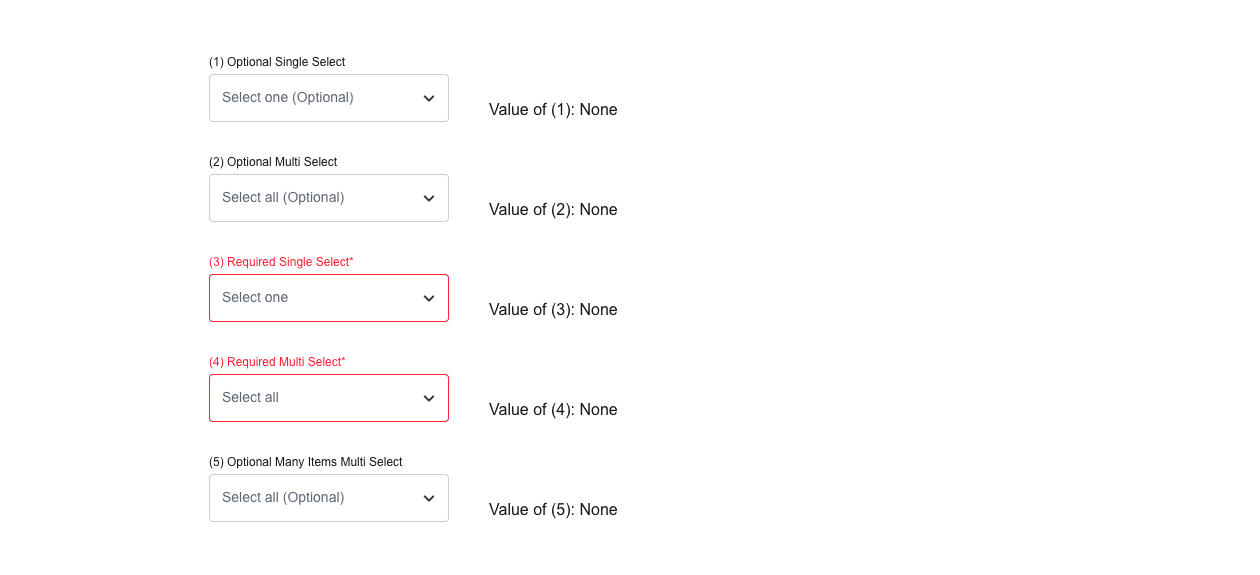 (1) Optional Single Select
Select one (Optional)
Value of (1): None
(2) Optional Multi Select
Select all (Optional)
Value of (2): None
(3) Required Single Select*
Select one
Value of (3): None
(4) Required Multi Select*
Select all
Value of (4): None
(5) Optional Many Items Multi Select
Select all (Optional)
Value of (5): None